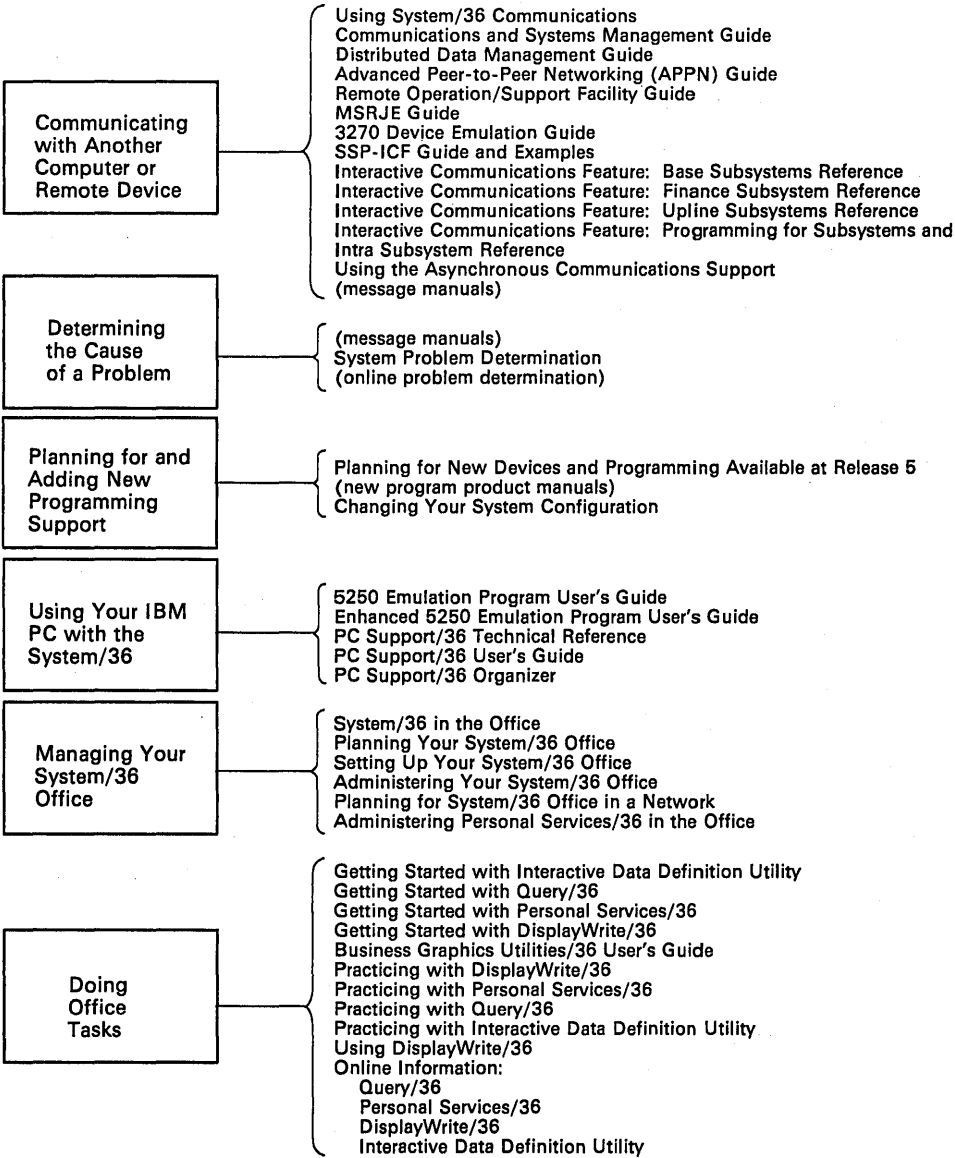 Communicating
with Another
Computer or
Remote Device
Using System/36 Communications
Communications and Systems Management Guide
Distributed Data Management Guide
Advanced Peer-to-Peer Networking (APPN) Guide
Remote Operation/Support Facility Guide
MSRJE Guide
3270 Device Emulation Guide
SSP-ICF Guide and Examples
Interactive Communications Feature: Base Subsystems Reference
Interactive Communications Feature: Finance Subsystem Reference
Interactive Communications Feature: Upline Subsystems Reference
Interactive Communications Feature: Programming for Subsystems and
Intra Subsystem Reference
Using the Asynchronous Communications Support
(message manuals)
Determining
the Cause
of a Problem
(message manuals)
System Problem Determination
(online problem determination)
Planning for and
Adding New
Programming
Support
Planning for New Devices and Programming Available at Release 5
(new program product manuals)
Changing Your System Configuration
Using Your IBM
PC with the
System/36
5250 Emulation Program User's Guide
Enhanced 5250 Emulation Program User's Guide
PC Support/36 Technical Reference
PC Support/36 User's Guide
PC Support/36 Organizer
Managing Your
System/36
Office
System/36 in the Office
Planning Your System/36 Office
Setting Up Your System/36 Office
Administering Your System/36 Office
Planning for System/36 Office in a Network
Administering Personal Services/36 in the Office
Doing
Office
Tasks
Getting Started with Interactive Data Definition Utility
Getting Started with Query/36
Getting Started with Personal Services/36
Getting Started with DisplayWrite/36
Business Graphics Utilities/36 User's Guide
Practicing with DisplayWrite/36
Practicing with Personal Services/36
Practicing with Query/36
Practicing with Interactive Data Definition Utility
Using DisplayWrite/36
Online Information:
Query/36
Personal Services/36
DisplayWrite/36
Interactive Data Definition Utility